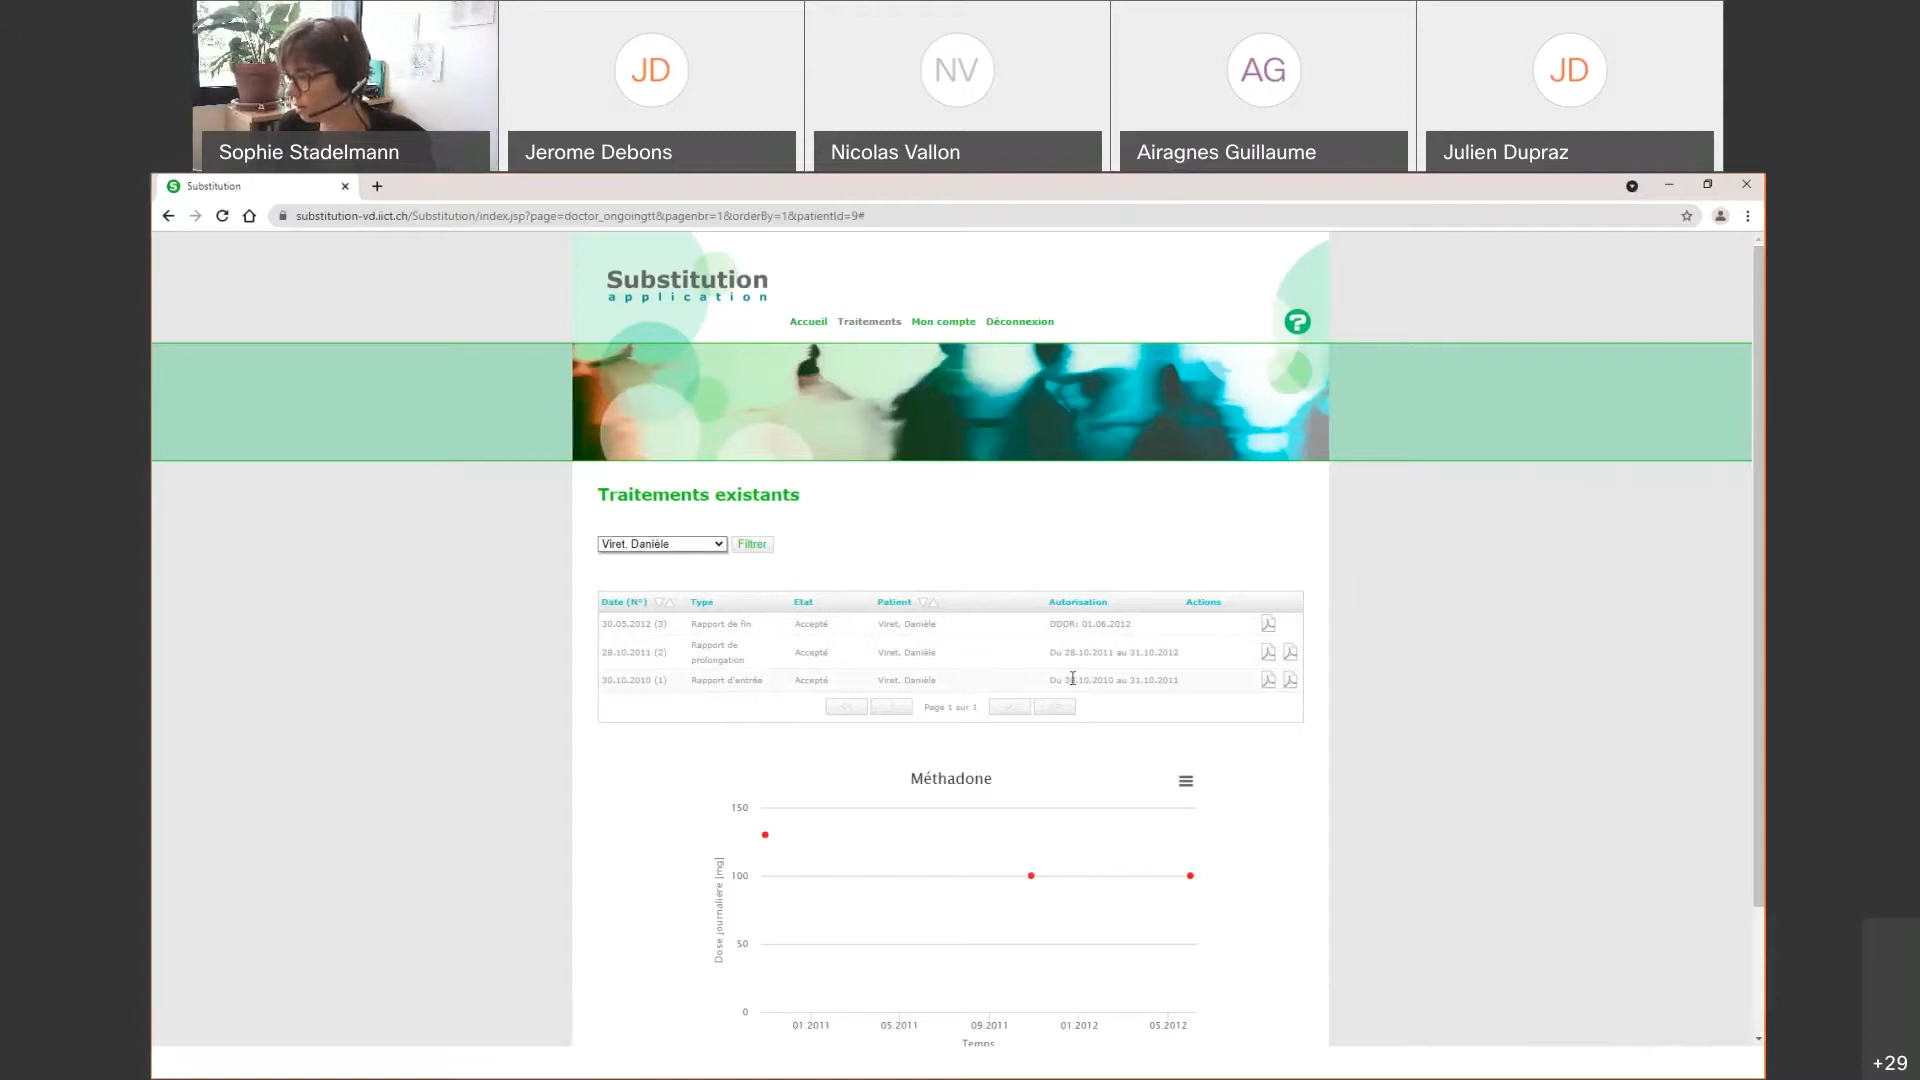 JD
NV
AG
JD
Sophie Stadelmann
Jerome Debons
Nicolas Vallon
Airagnes Guillaume
Julien Dupraz
Substitution
substitution-vd.iict.ch/Substitution/index.jsp?page=doctor_ongoingtt&pagenbr=1&orderBy=1&patientId=9#
Substitution
application
Accueil Traitements Mon compte Déconnexion
?
Traitements existants
Viret, Danièle Filtrer
Date (N°) Type Etat Patient Autorisation Actions
30.05.2012 (3) Rapport de fin Accepté Viret, Danièle DDDR: 01.06.2012
28.10.2011 (2) Rapport de prolongation Accepté Viret, Danièle Du 28.10.2011 au 31.10.2012
30.10.2010 (1) Rapport d'entrée Accepté Viret, Danièle Du 30.10.2010 au 31.10.2011
<< < Page 1 sur 1 > >>
Méthadone
150
100
50
0
Dose journalière [mg]
01.2011 05.2011 09.2011 01.2012 05.2012
Temps
+29